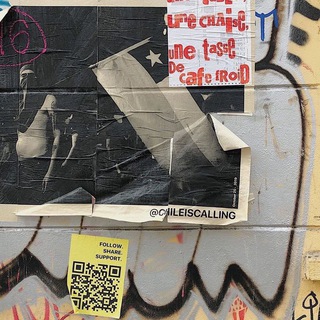 une CHAISE,
une tasse
De café fROiD
@CHILEISCALLING
FOLLOW.
SHARE.
SUPPORT.